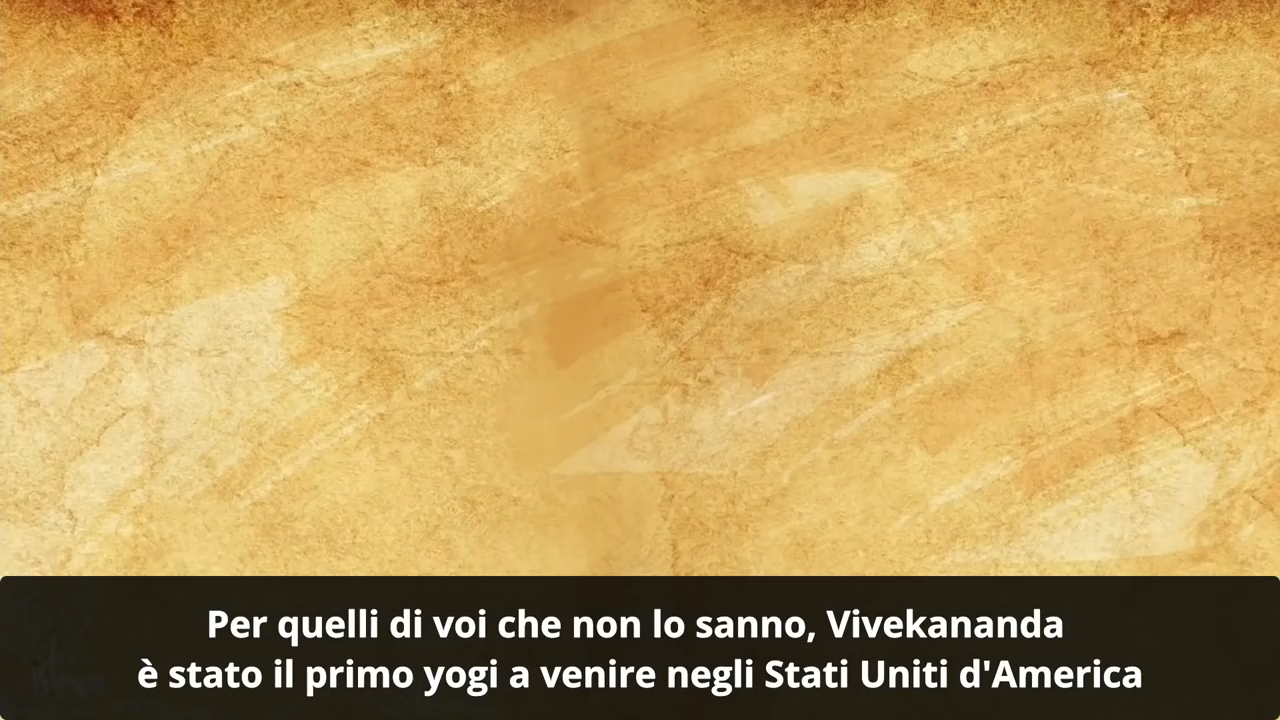 Per quelli di voi che non lo sanno, Vivekananda
è stato il primo yogi a venire negli Stati Uniti d'America